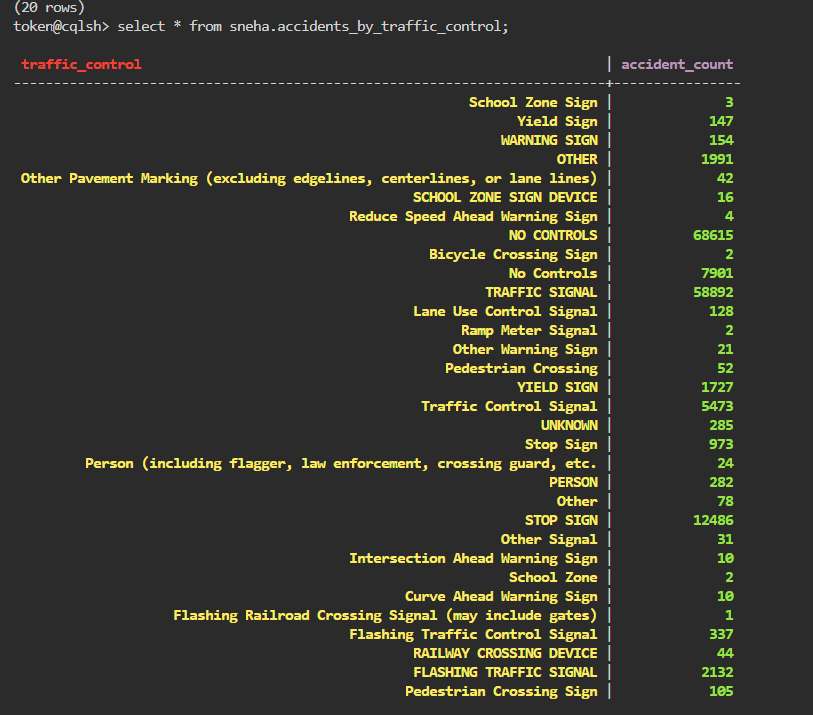 (20 rows)
token@cqlsh> select * from sneha.accidents_by_traffic_control;
traffic_control | accident_count
----------------------------------------------------------------------+----------------
School Zone Sign | 3
Yield Sign | 147
WARNING SIGN | 154
OTHER | 1991
Other Pavement Marking (excluding edgelines, centerlines, or lane lines) | 42
SCHOOL ZONE SIGN DEVICE | 16
Reduce Speed Ahead Warning Sign | 4
NO CONTROLS | 68615
Bicycle Crossing Sign | 2
No Controls | 7901
TRAFFIC SIGNAL | 58892
Lane Use Control Signal | 128
Ramp Meter Signal | 2
Other Warning Sign | 21
Pedestrian Crossing | 52
YIELD SIGN | 1727
Traffic Control Signal | 5473
UNKNOWN | 285
Stop Sign | 973
Person (including flagger, law enforcement, crossing guard, etc. | 24
PERSON | 282
Other | 78
STOP SIGN | 12486
Other Signal | 31
Intersection Ahead Warning Sign | 10
School Zone | 2
Curve Ahead Warning Sign | 10
Flashing Railroad Crossing Signal (may include gates) | 1
Flashing Traffic Control Signal | 337
RAILWAY CROSSING DEVICE | 44
FLASHING TRAFFIC SIGNAL | 2132
Pedestrian Crossing Sign | 105